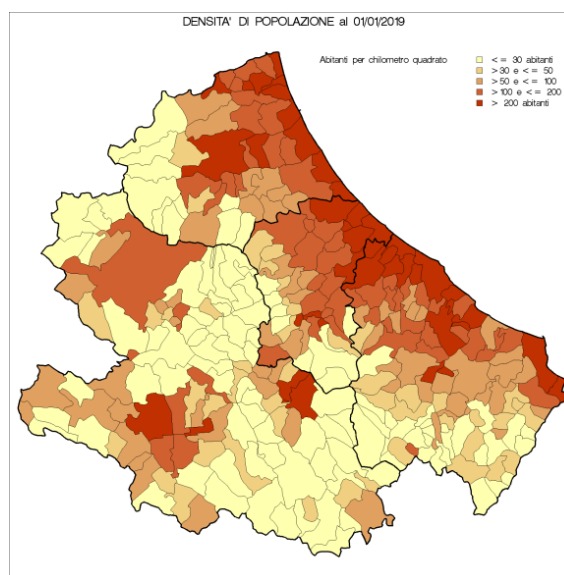 DENSITA' DI POPOLAZIONE al 01/01/2019
Abitanti per chilometro quadrato
<= 30 abitanti
>30 e <= 50
>50 e <= 100
>100 e <= 200
> 200 abitanti